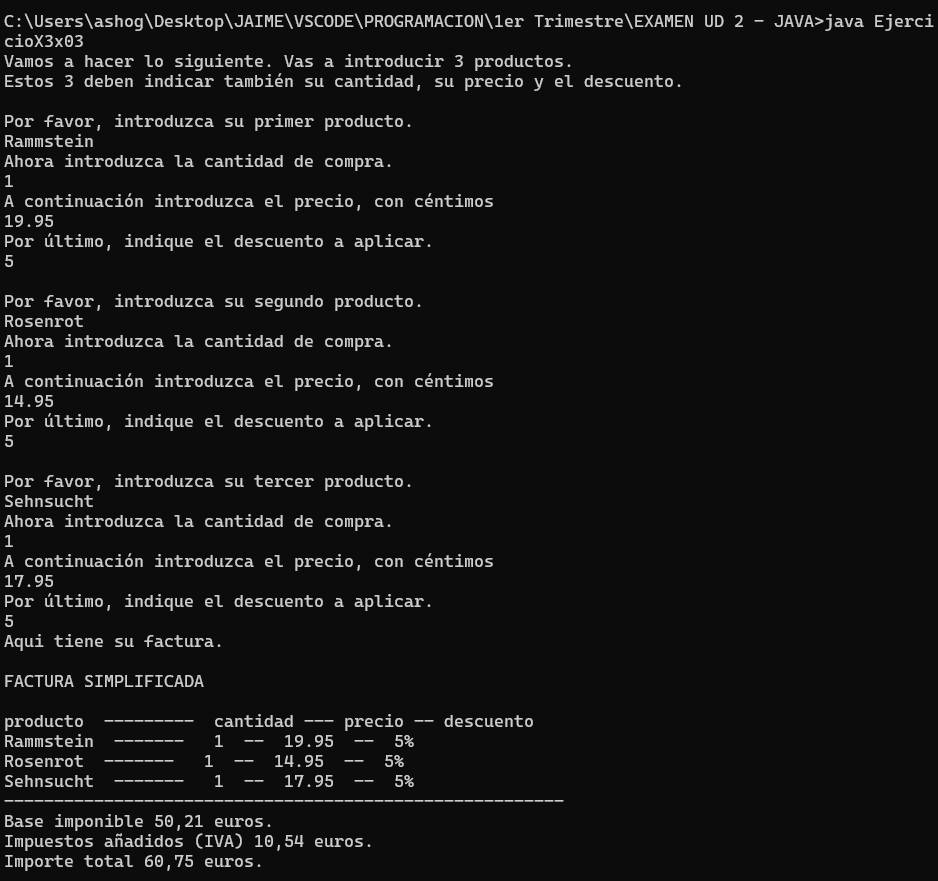 C:\Users\ashog\Desktop\JAIME\VSCODE\PROGRAMACION\1er Trimestre\EXAMEN UD 2 - JAVA>java Ejerci
cioX3x03
Vamos a hacer lo siguiente. Vas a introducir 3 productos.
Estos 3 deben indicar también su cantidad, su precio y el descuento.

Por favor, introduzca su primer producto.
Rammstein
Ahora introduzca la cantidad de compra.
1
A continuación introduzca el precio, con céntimos
19.95
Por último, indique el descuento a aplicar.
5

Por favor, introduzca su segundo producto.
Rosenrot
Ahora introduzca la cantidad de compra.
1
A continuación introduzca el precio, con céntimos
14.95
Por último, indique el descuento a aplicar.
5

Por favor, introduzca su tercer producto.
Sehnsucht
Ahora introduzca la cantidad de compra.
1
A continuación introduzca el precio, con céntimos
17.95
Por último, indique el descuento a aplicar.
5
Aqui tiene su factura.

FACTURA SIMPLIFICADA

producto  ---------  cantidad --- precio -- descuento
Rammstein  -------   1  --  19.95  --  5%
Rosenrot  -------   1  --  14.95  --  5%
Sehnsucht  -------   1  --  17.95  --  5%
--------------------------------------------------------
Base imponible 50,21 euros.
Impuestos añadidos (IVA) 10,54 euros.
Importe total 60,75 euros.